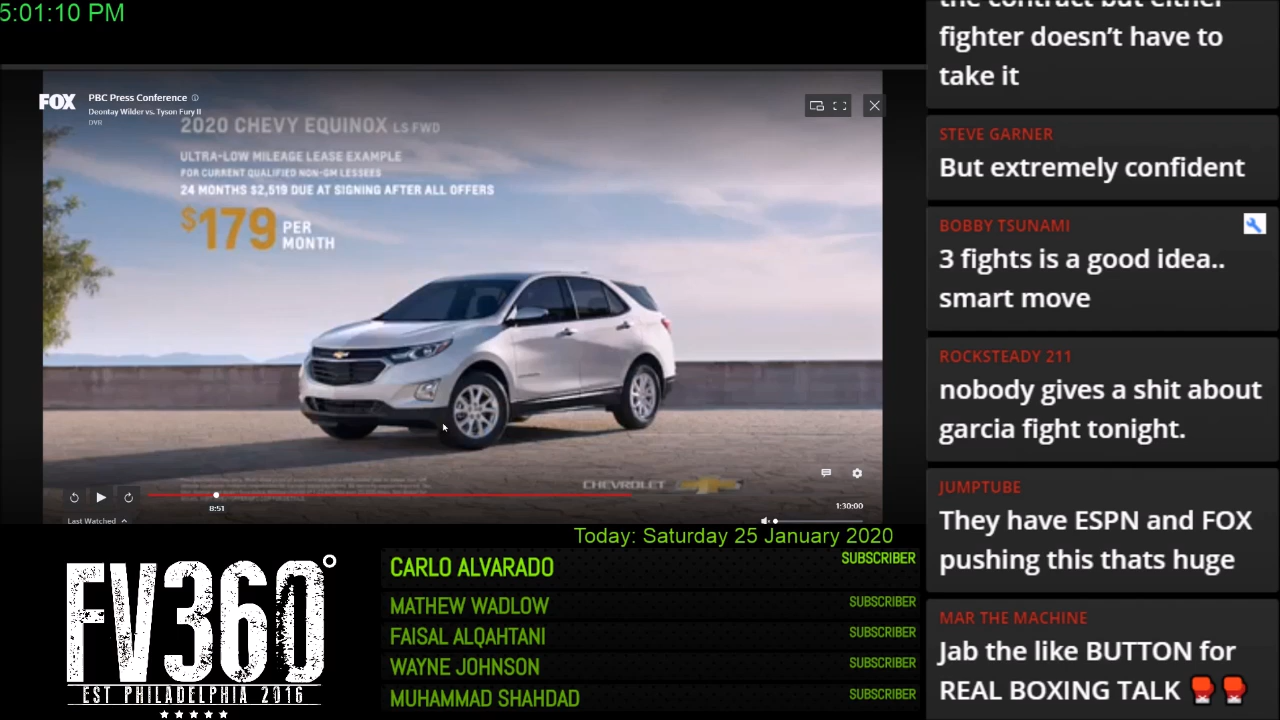 5:01:10 PM
FOX
PBC Press Conference
Deontay Wilder vs. Tyson Fury II
DVR
2020 CHEVY EQUINOX LS FWD
ULTRA-LOW MILEAGE LEASE EXAMPLE
FOR CURRENT QUALIFIED NON-GM LESSEES
24 MONTHS $2,519 DUE AT SIGNING AFTER ALL OFFERS
$179 PER
MONTH
CHEVROLET
8:51
1:30:00
Last Watched
Today: Saturday 25 January 2020
FV360°
EST PHILADELPHIA 2016
CARLO ALVARADO SUBSCRIBER
MATHEW WADLOW SUBSCRIBER
FAISAL ALQAHTANI SUBSCRIBER
WAYNE JOHNSON SUBSCRIBER
MUHAMMAD SHAHDAD SUBSCRIBER
the contract but either
fighter doesn't have to
take it
STEVE GARNER
But extremely confident
BOBBY TSUNAMI
3 fights is a good idea..
smart move
ROCKSTEADY 211
nobody gives a shit about
garcia fight tonight.
JUMPTUBE
They have ESPN and FOX
pushing this thats huge
MAR THE MACHINE
Jab the like BUTTON for
REAL BOXING TALK 🥊🥊